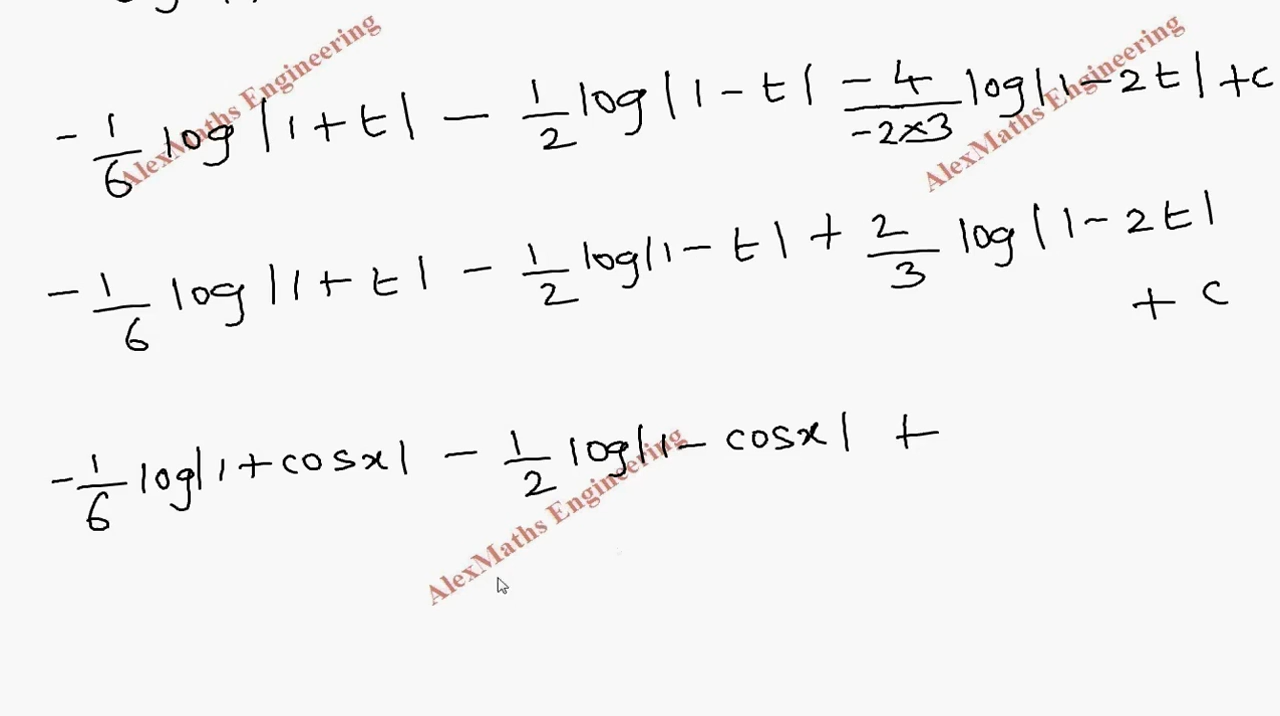 -1/6 log|1+t| - 1/2 log|1-t| -4/(-2×3) log|1-2t| +c
-1/6 log|1+t| - 1/2 log|1-t| + 2/3 log|1-2t|
+ c
-1/6 log|1+cosx| - 1/2 log|1- cosx| +
AlexMaths Engineering
AlexMaths Engineering
AlexMaths Engineering